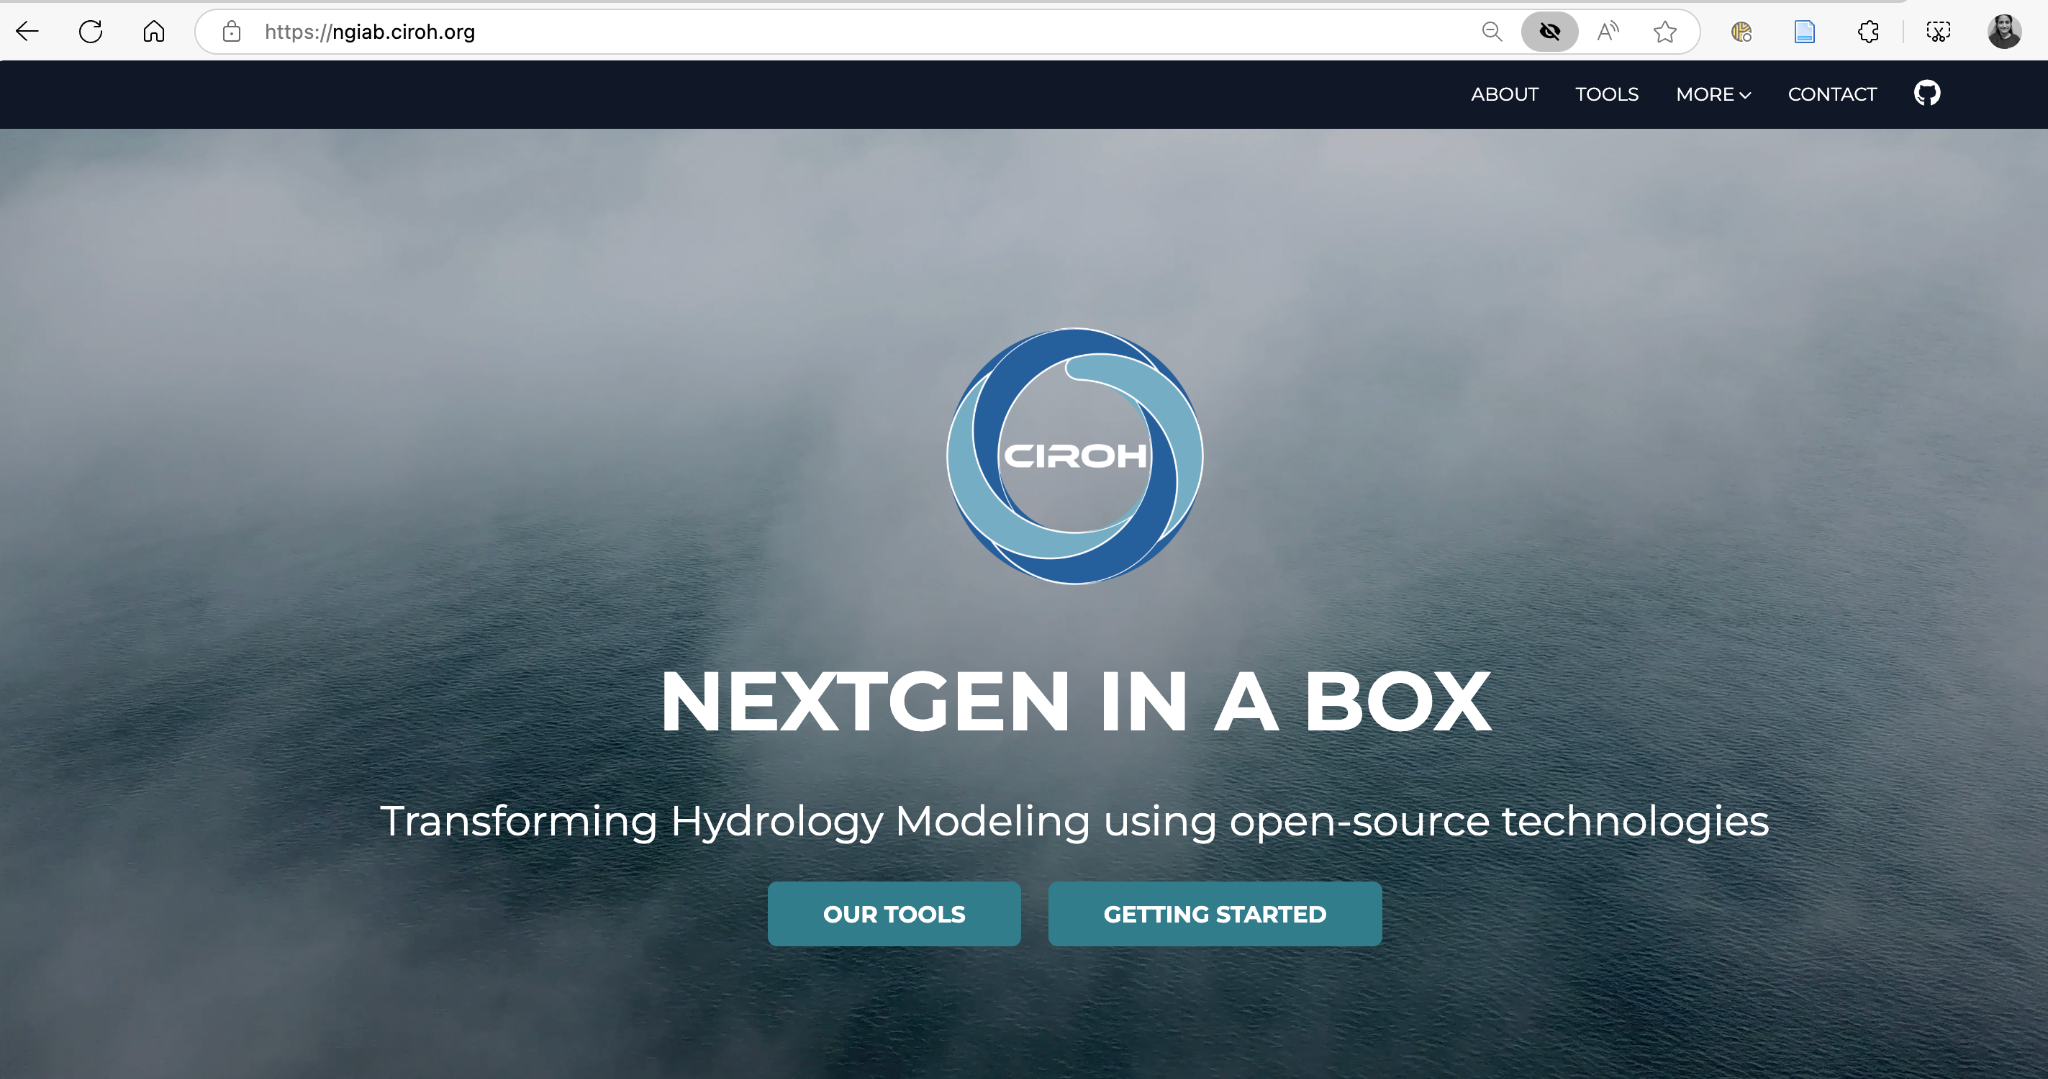 https://ngiab.ciroh.org
ABOUT TOOLS MORE CONTACT
CIROH
NEXTGEN IN A BOX
Transforming Hydrology Modeling using open-source technologies
OUR TOOLS GETTING STARTED